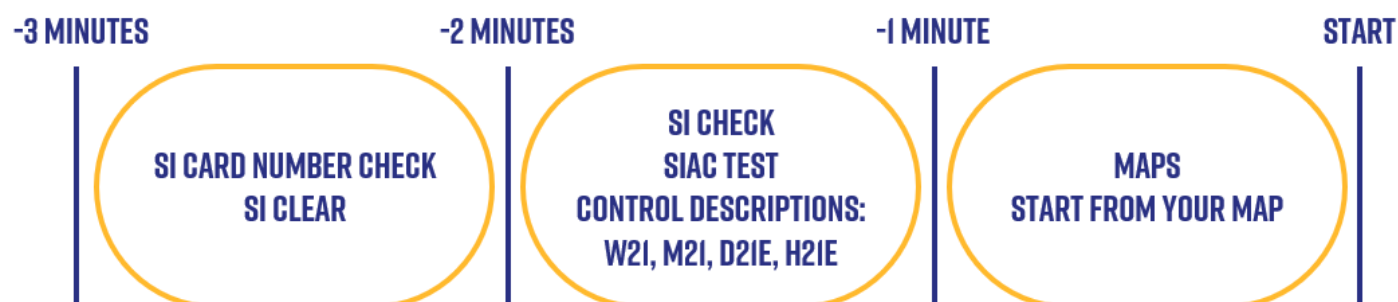 -3 MINUTES
-2 MINUTES
-1 MINUTE
START
SI CARD NUMBER CHECK
SI CLEAR
SI CHECK
SIAC TEST
CONTROL DESCRIPTIONS:
W21, M21, D21E, H21E
MAPS
START FROM YOUR MAP